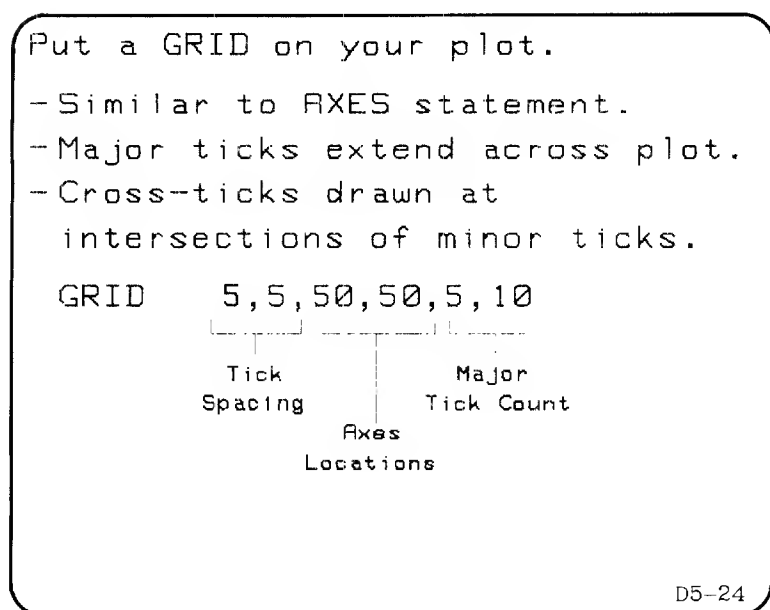 Put a GRID on your plot.
-Similar to AXES statement.
-Major ticks extend across plot.
-Cross-ticks drawn at
intersections of minor ticks.
GRID 5,5,50,50,5,10
Tick Major
Spacing Tick Count
Axes
Locations
D5-24